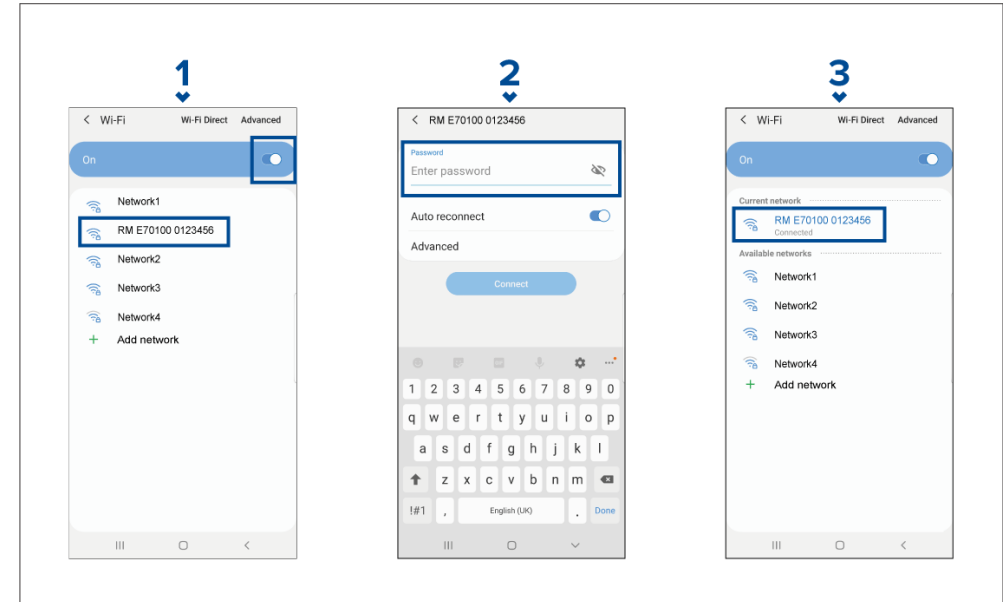 1
Wi-Fi Wi-Fi Direct Advanced
On
Network1
RM E70100 0123456
Network2
Network3
Network4
Add network
2
RM E70100 0123456
Password
Enter password
Auto reconnect
Advanced
Connect
1 2 3 4 5 6 7 8 9 0
q w e r t y u i o p
a s d f g h j k l
z x c v b n m
!#1 , English (UK) . Done
3
Wi-Fi Wi-Fi Direct Advanced
On
Current network
RM E70100 0123456
Connected
Available networks
Network1
Network2
Network3
Network4
Add network